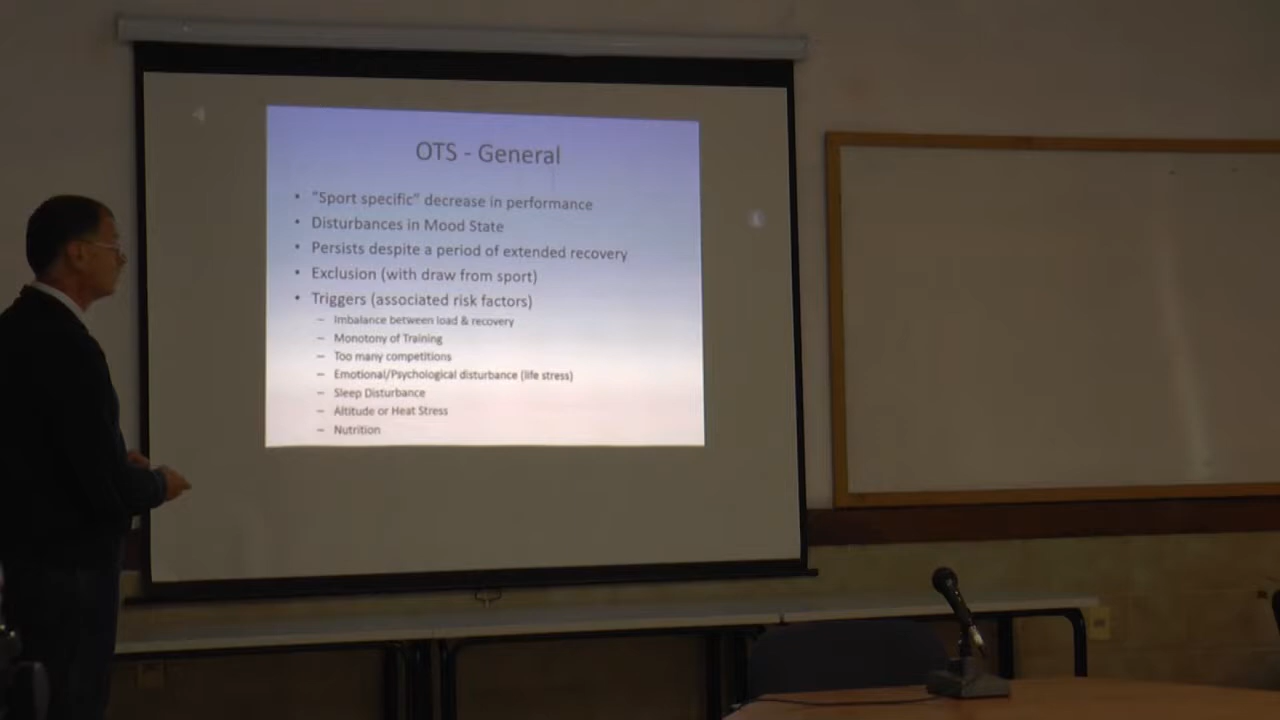 OTS - General
• "Sport specific" decrease in performance
• Disturbances in Mood State
• Persists despite a period of extended recovery
• Exclusion (with draw from sport)
• Triggers (associated risk factors)
– Imbalance between load & recovery
– Monotony of Training
– Too many competitions
– Emotional/Psychological disturbance (life stress)
– Sleep Disturbance
– Altitude or Heat Stress
– Nutrition